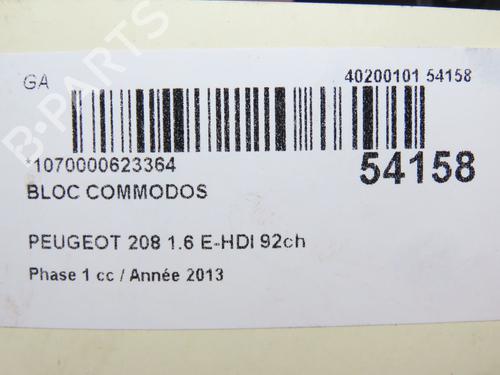 GA
40200101 54158
*1070000623364
54158
BLOC COMMODOS
PEUGEOT 208 1.6 E-HDI 92ch
Phase 1 cc / Année 2013
B-PARTS